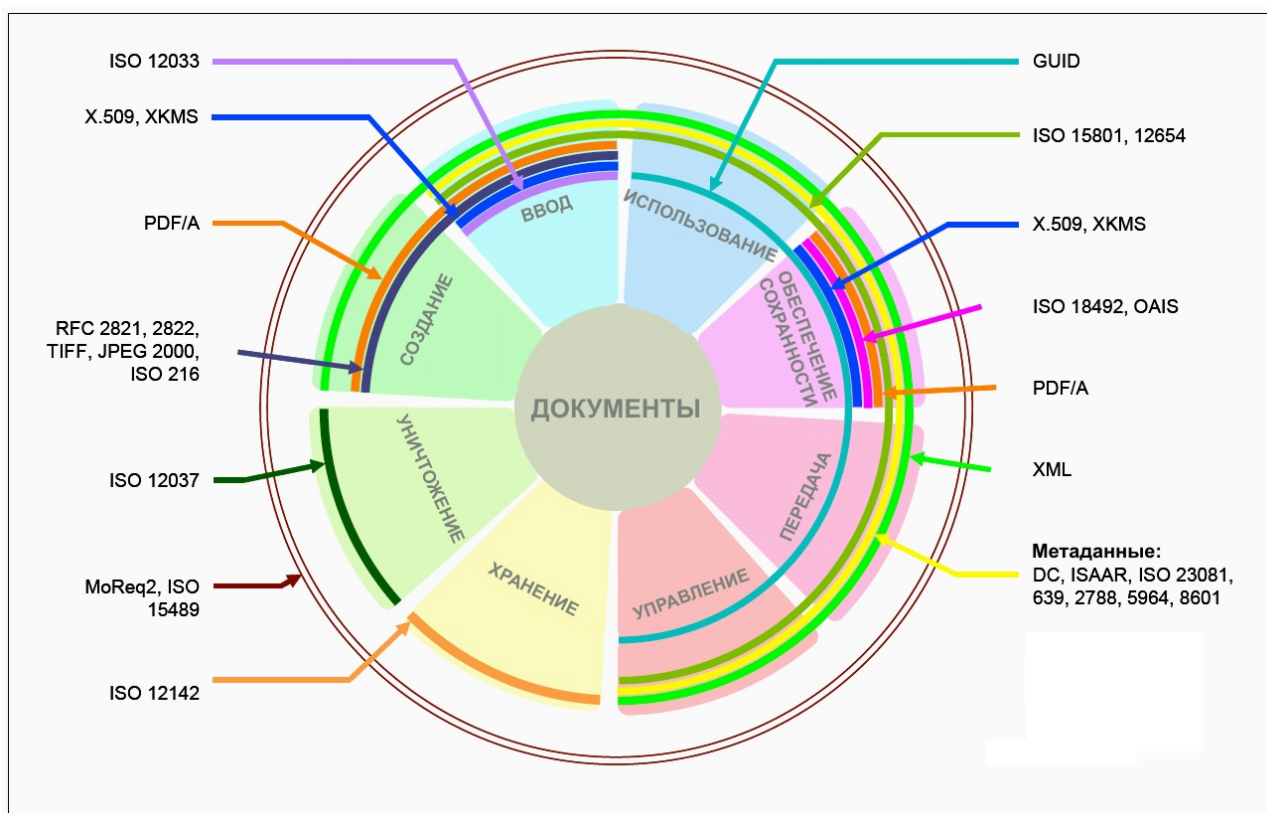 ISO 12033
X.509, XKMS
PDF/A
RFC 2821, 2822,
TIFF, JPEG 2000,
ISO 216
ISO 12037
MoReq2, ISO
15489
ISO 12142
ВВОД
ИСПОЛЬЗОВАНИЕ
ОБЕСПЕЧЕНИЕ
СОХРАННОСТИ
ПЕРЕДАЧА
УПРАВЛЕНИЕ
ХРАНЕНИЕ
УНИЧТОЖЕНИЕ
СОЗДАНИЕ
ДОКУМЕНТЫ
GUID
ISO 15801, 12654
X.509, XKMS
ISO 18492, OAIS
PDF/A
XML
Метаданные:
DC, ISAAR, ISO 23081,
639, 2788, 5964, 8601